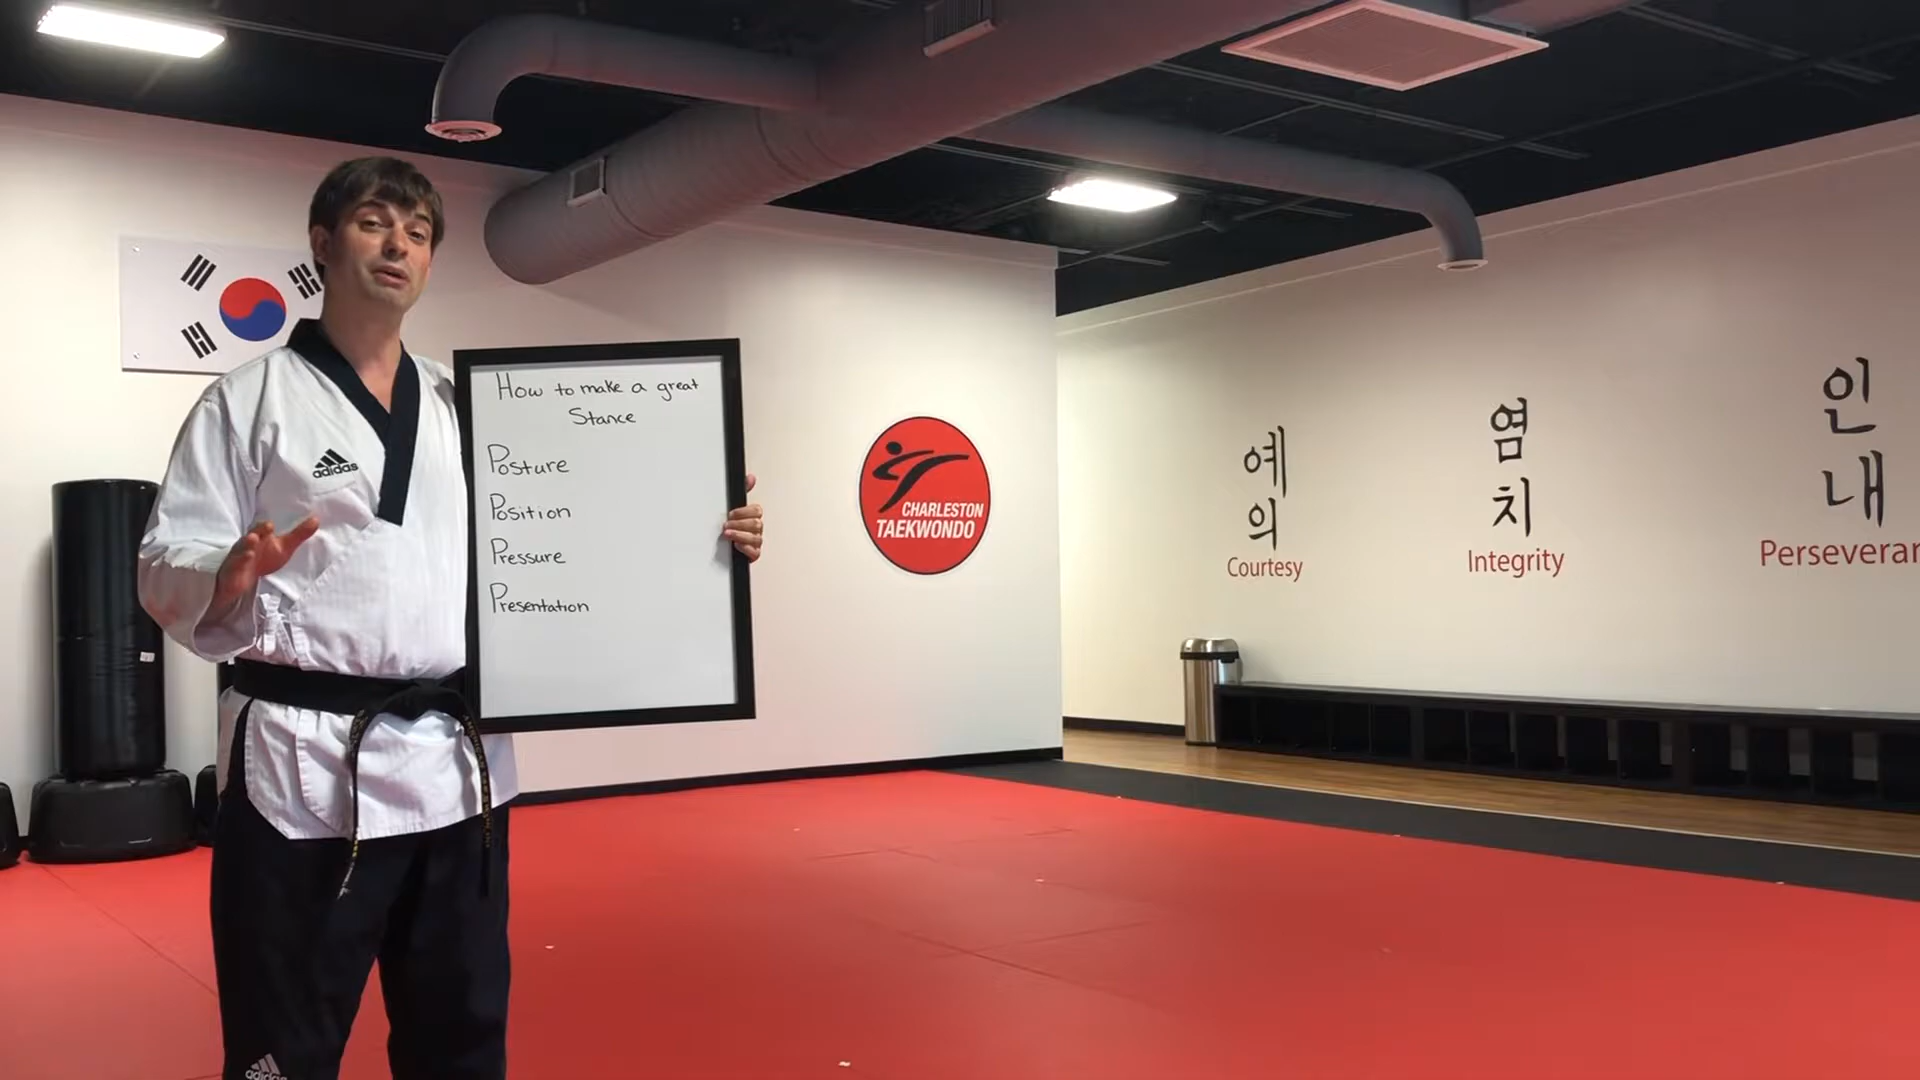 How to make a great
Stance
Posture
Position
Pressure
Presentation
adidas
CHARLESTON
TAEKWONDO
예의
Courtesy
염치
Integrity
인내
Perseveran
adidas